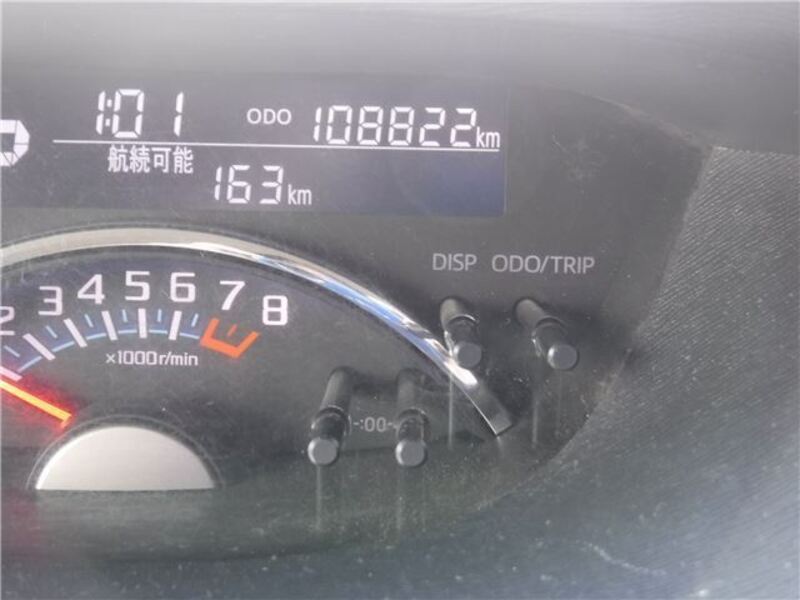 1:01 ODO 108822km
航続可能
163km
DISP ODO/TRIP
2 3 4 5 6 7 8
×1000r/min
-:00-